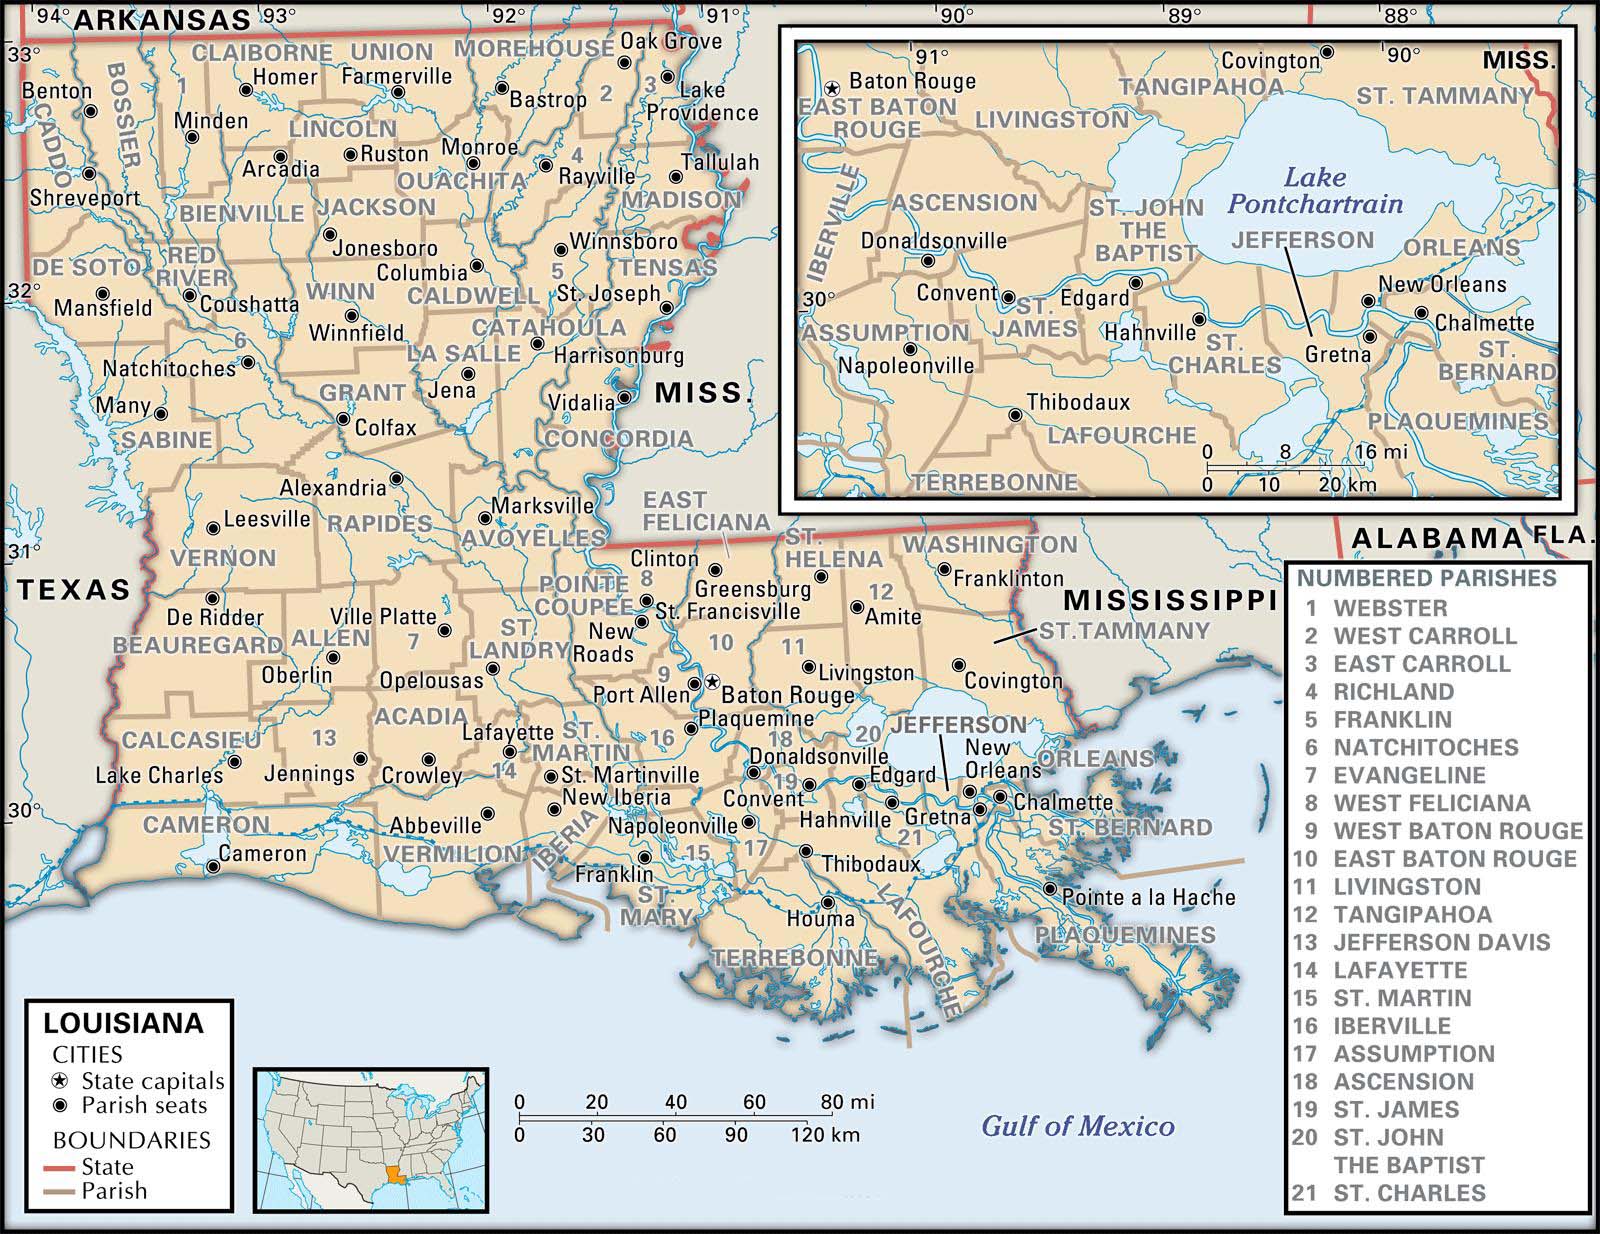 94°
93°
92°
91°
90°
89°
88°
33°
32°
31°
30°
ARKANSAS
TEXAS
MISS.
MISSISSIPPI
ALABAMA
FLA.
CLAIBORNE
UNION
MOREHOUSE
Oak Grove
Homer
Farmerville
Benton
BOSSIER
CADDO
1
2
3
Bastrop
Lake
Providence
Minden
LINCOLN
Arcadia
Ruston
Monroe
4
Rayville
Tallulah
Shreveport
OUACHITA
BIENVILLE
JACKSON
MADISON
Jonesboro
Winnsboro
DE SOTO
RED
RIVER
Columbia
5
TENSAS
Mansfield
Coushatta
WINN
CALDWELL
St. Joseph
Winnfield
CATAHOULA
6
Natchitoches
LA SALLE
Harrisonburg
Jena
GRANT
Many
Vidalia
Colfax
SABINE
CONCORDIA
Alexandria
Leesville
RAPIDES
Marksville
AVOYELLES
EAST
FELICIANA
VERNON
Clinton
ST.
HELENA
WASHINGTON
POINTE
COUPEE
8
Greensburg
12
Franklinton
De Ridder
St. Francisville
Amite
Ville Platte
BEAUREGARD
ALLEN
7
ST.
LANDRY
New
Roads
10
11
ST.TAMMANY
Oberlin
Opelousas
9
Port Allen
Baton Rouge
Livingston
Covington
ACADIA
Lafayette
ST.
MARTIN
Plaquemine
JEFFERSON
CALCASIEU
13
16
18
20
Donaldsonville
New
Orleans
ORLEANS
Lake Charles
Jennings
Crowley
14
St. Martinville
19
Edgard
New Iberia
Convent
Chalmette
CAMERON
Abbeville
Napoleonville
Hahnville
Gretna
ST. BERNARD
Cameron
VERMILION
IBERIA
15
17
21
Franklin
Thibodaux
ST.
MARY
Houma
LAFOURCHE
Pointe a la Hache
TERREBONNE
PLAQUEMINES
Gulf of Mexico
91°
90°
30°
MISS.
Covington
Baton Rouge
TANGIPAHOA
ST. TAMMANY
EAST BATON
ROUGE
LIVINGSTON
IBERVILLE
Lake
Pontchartrain
ASCENSION
ST. JOHN
THE
BAPTIST
JEFFERSON
ORLEANS
Donaldsonville
Convent
Edgard
New Orleans
ST.
JAMES
Chalmette
ASSUMPTION
Hahnville
Gretna
ST.
CHARLES
ST.
BERNARD
Napoleonville
Thibodaux
PLAQUEMINES
LAFOURCHE
TERREBONNE
0 8 16 mi
0 10 20 km
NUMBERED PARISHES
1 WEBSTER
2 WEST CARROLL
3 EAST CARROLL
4 RICHLAND
5 FRANKLIN
6 NATCHITOCHES
7 EVANGELINE
8 WEST FELICIANA
9 WEST BATON ROUGE
10 EAST BATON ROUGE
11 LIVINGSTON
12 TANGIPAHOA
13 JEFFERSON DAVIS
14 LAFAYETTE
15 ST. MARTIN
16 IBERVILLE
17 ASSUMPTION
18 ASCENSION
19 ST. JAMES
20 ST. JOHN
THE BAPTIST
21 ST. CHARLES
LOUISIANA
CITIES
State capitals
Parish seats
BOUNDARIES
State
Parish
0 20 40 60 80 mi
0 30 60 90 120 km